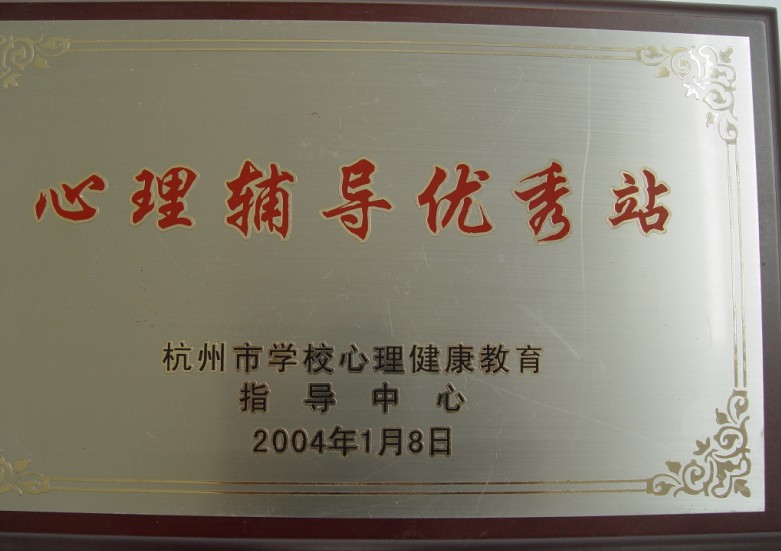 心理辅导优秀站
杭州市学校心理健康教育
指导中心
2004年1月8日